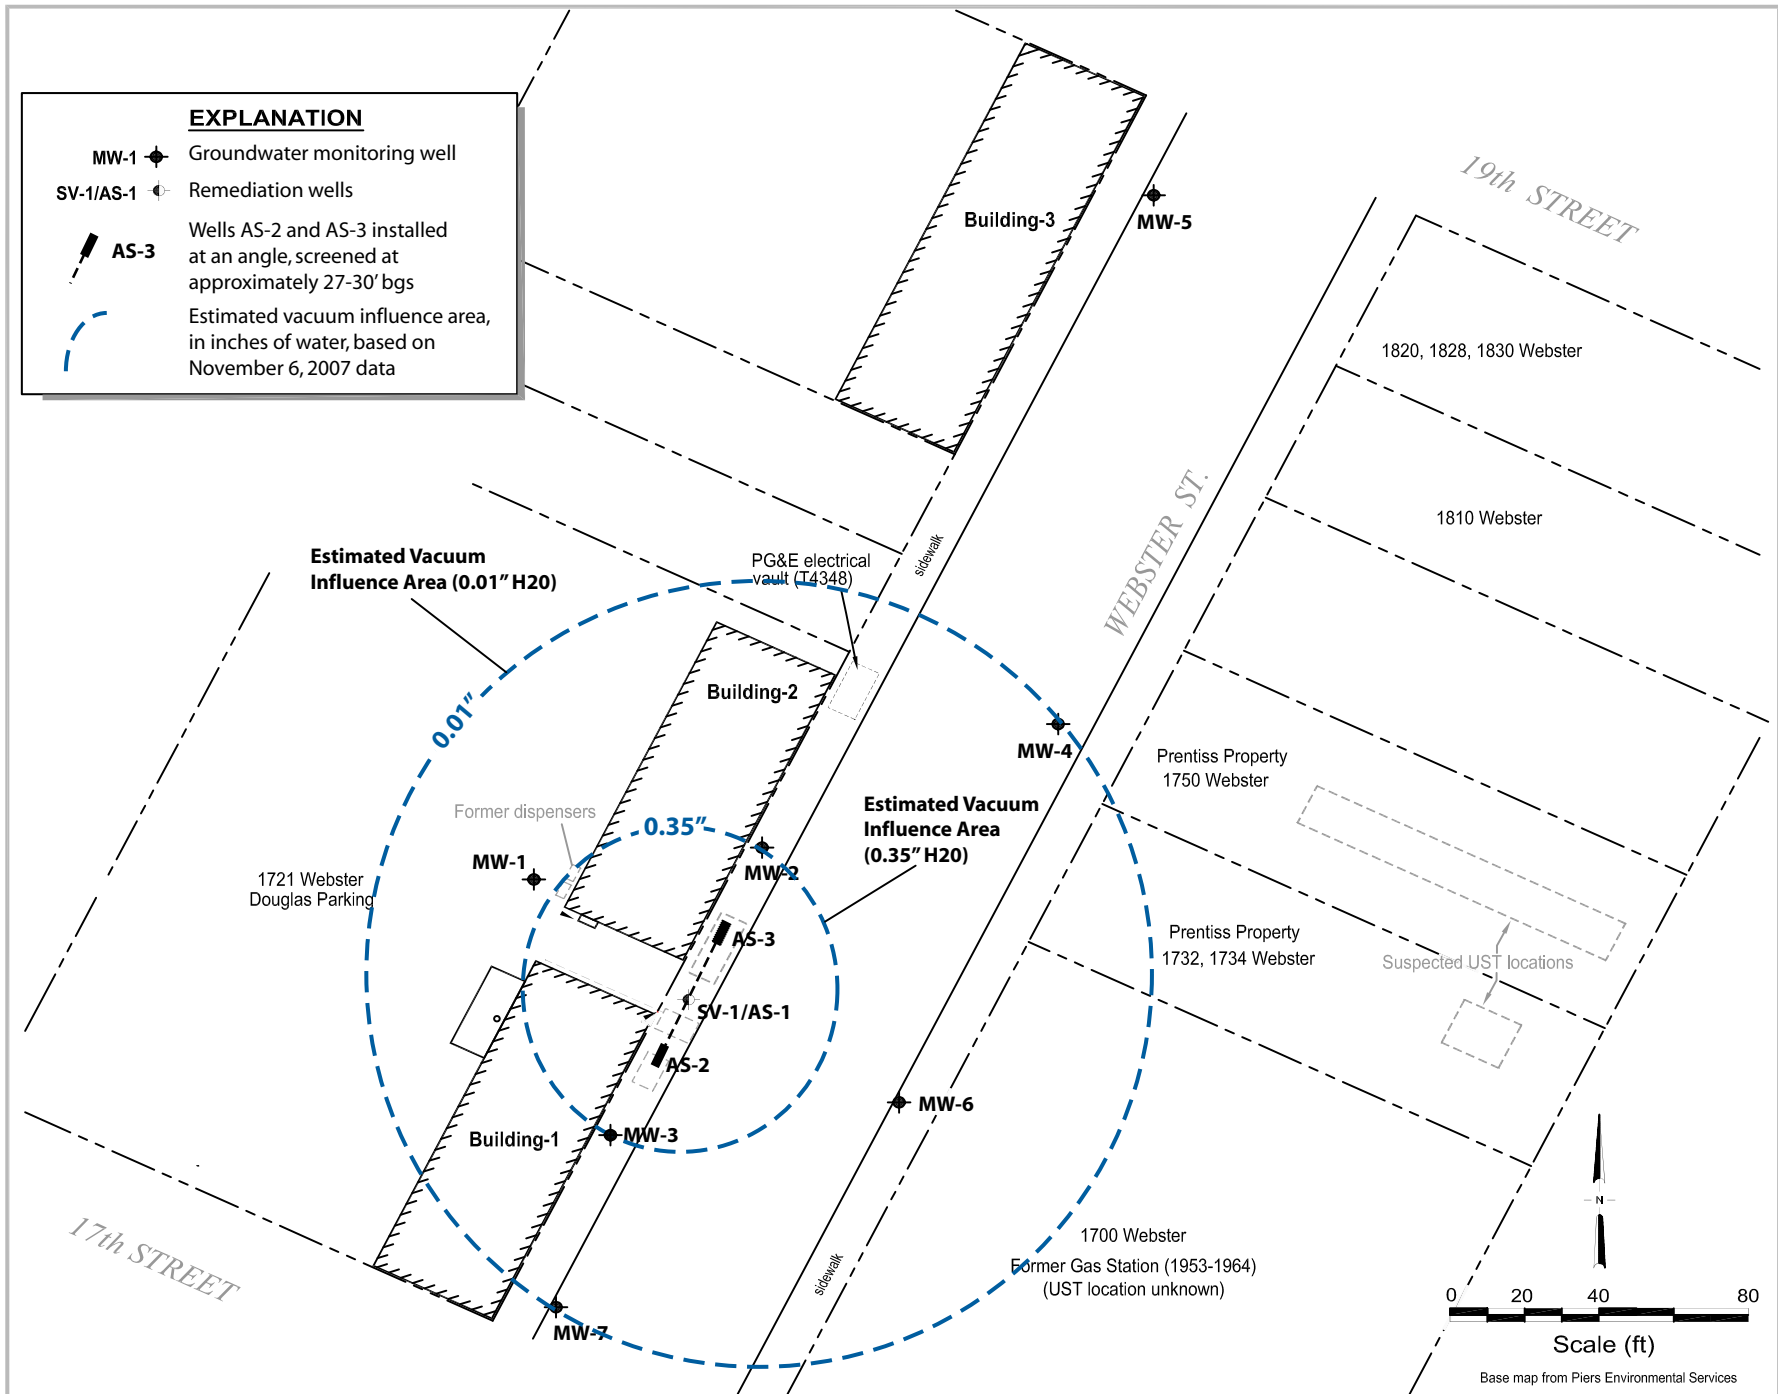 EXPLANATION
MW-1 Groundwater monitoring well
SV-1/AS-1 Remediation wells
AS-3 Wells AS-2 and AS-3 installed
at an angle, screened at
approximately 27-30' bgs
Estimated vacuum influence area,
in inches of water, based on
November 6, 2007 data
Building-3
MW-5
19th STREET
1820, 1828, 1830 Webster
1810 Webster
WEBSTER ST.
sidewalk
PG&E electrical
vault (T4348)
Estimated Vacuum
Influence Area (0.01" H20)
0.01"
Building-2
MW-4
Prentiss Property
1750 Webster
Former dispensers
0.35"
Estimated Vacuum
Influence Area
(0.35" H20)
MW-1
MW-2
1721 Webster
Douglas Parking
AS-3
Prentiss Property
1732, 1734 Webster
Suspected UST locations
SV-1/AS-1
AS-2
MW-6
MW-3
Building-1
17th STREET
MW-7
sidewalk
1700 Webster
Former Gas Station (1953-1964)
(UST location unknown)
N
0 20 40 80
Scale (ft)
Base map from Piers Environmental Services